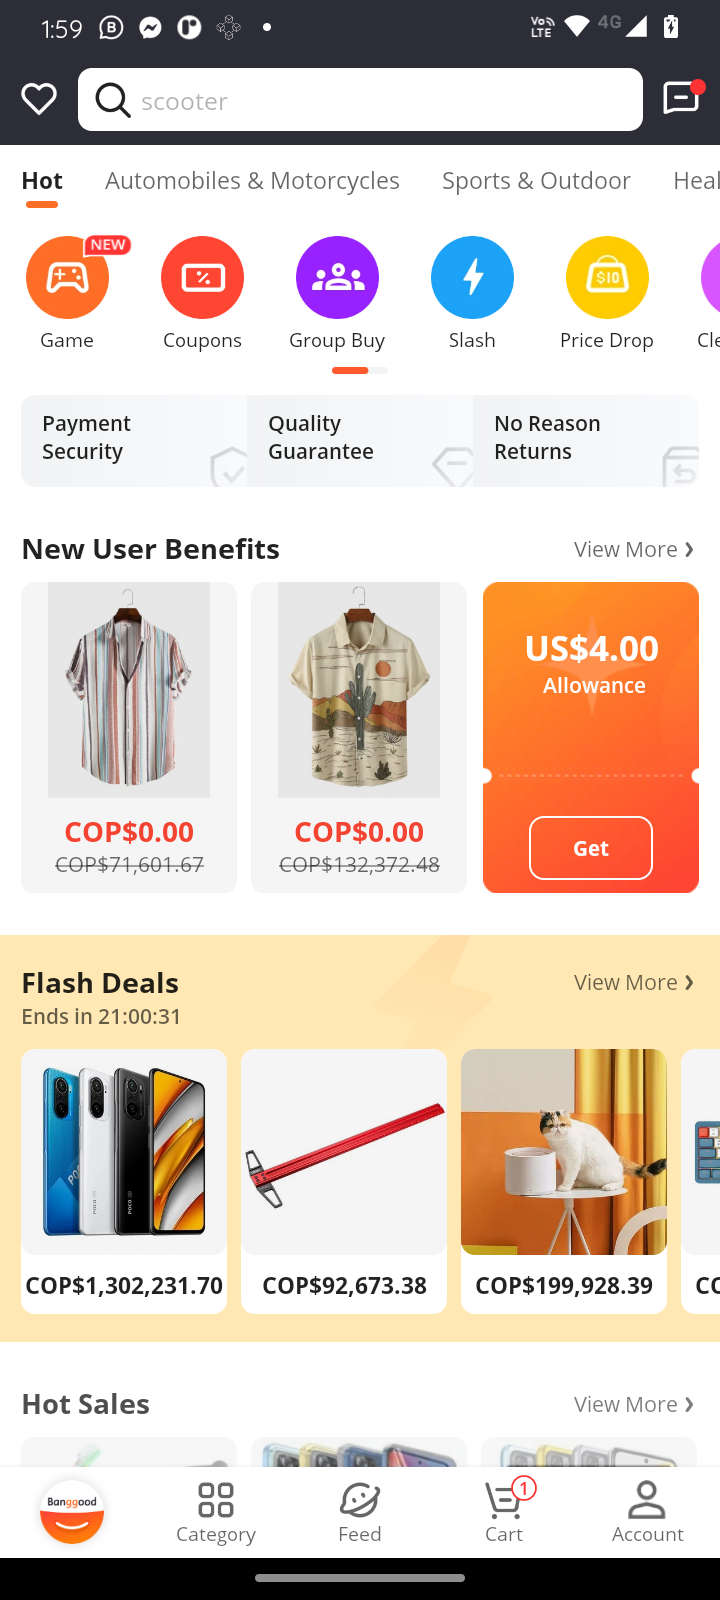 1:59
Vo
LTE
4G
scooter
Hot
Automobiles & Motorcycles
Sports & Outdoor
Heal
NEW
$10
Game
Coupons
Group Buy
Slash
Price Drop
Cle
Payment
Security
Quality
Guarantee
No Reason
Returns
New User Benefits
View More
COP$0.00
COP$71,601.67
COP$0.00
COP$132,372.48
US$4.00
Allowance
Get
Flash Deals
View More
Ends in 21:00:31
COP$1,302,231.70
COP$92,673.38
COP$199,928.39
CO
Hot Sales
View More
Banggood
Category
Feed
1
Cart
Account